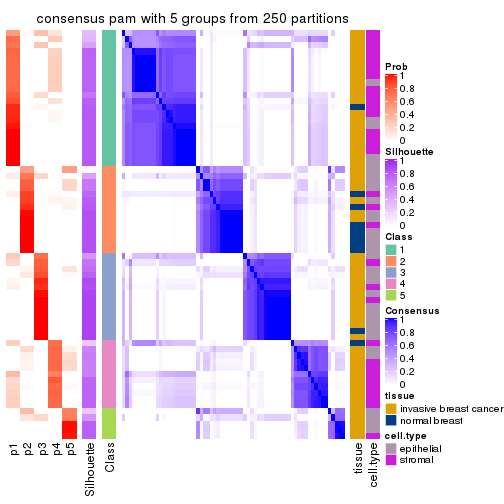 consensus pam with 5 groups from 250 partitions
Prob
1
0.8
0.6
0.4
0.2
0
Silhouette
1
0.8
0.6
0.4
0.2
0
Class
1
2
3
4
5
Consensus
1
0.8
0.6
0.4
0.2
0
tissue
invasive breast cancer
normal breast
cell.type
epithelial
stromal
p1
p2
p3
p4
p5
Silhouette
Class
tissue
cell.type